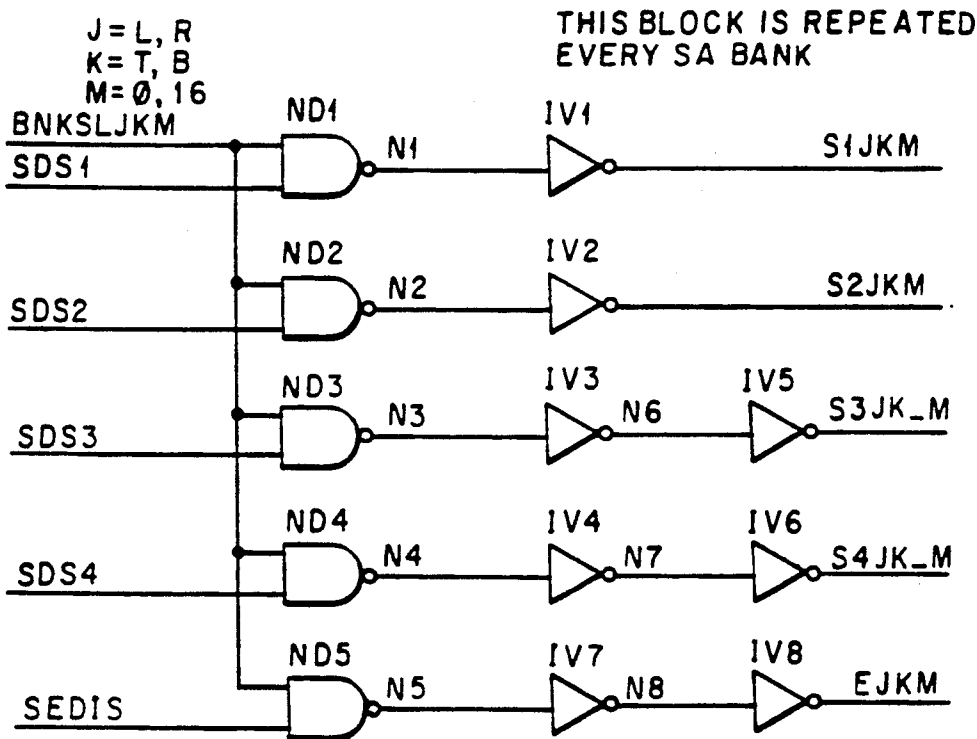 J=L, R
K=T, B
M=Ø, 16
THIS BLOCK IS REPEATED
EVERY SA BANK
BNKSLJKM
SDS1
ND1
N1
IV1
S1JKM
SDS2
ND2
N2
IV2
S2JKM
SDS3
ND3
N3
IV3
N6
IV5
S3JK_M
SDS4
ND4
N4
IV4
N7
IV6
S4JK_M
SEDIS
ND5
N5
IV7
N8
IV8
EJKM